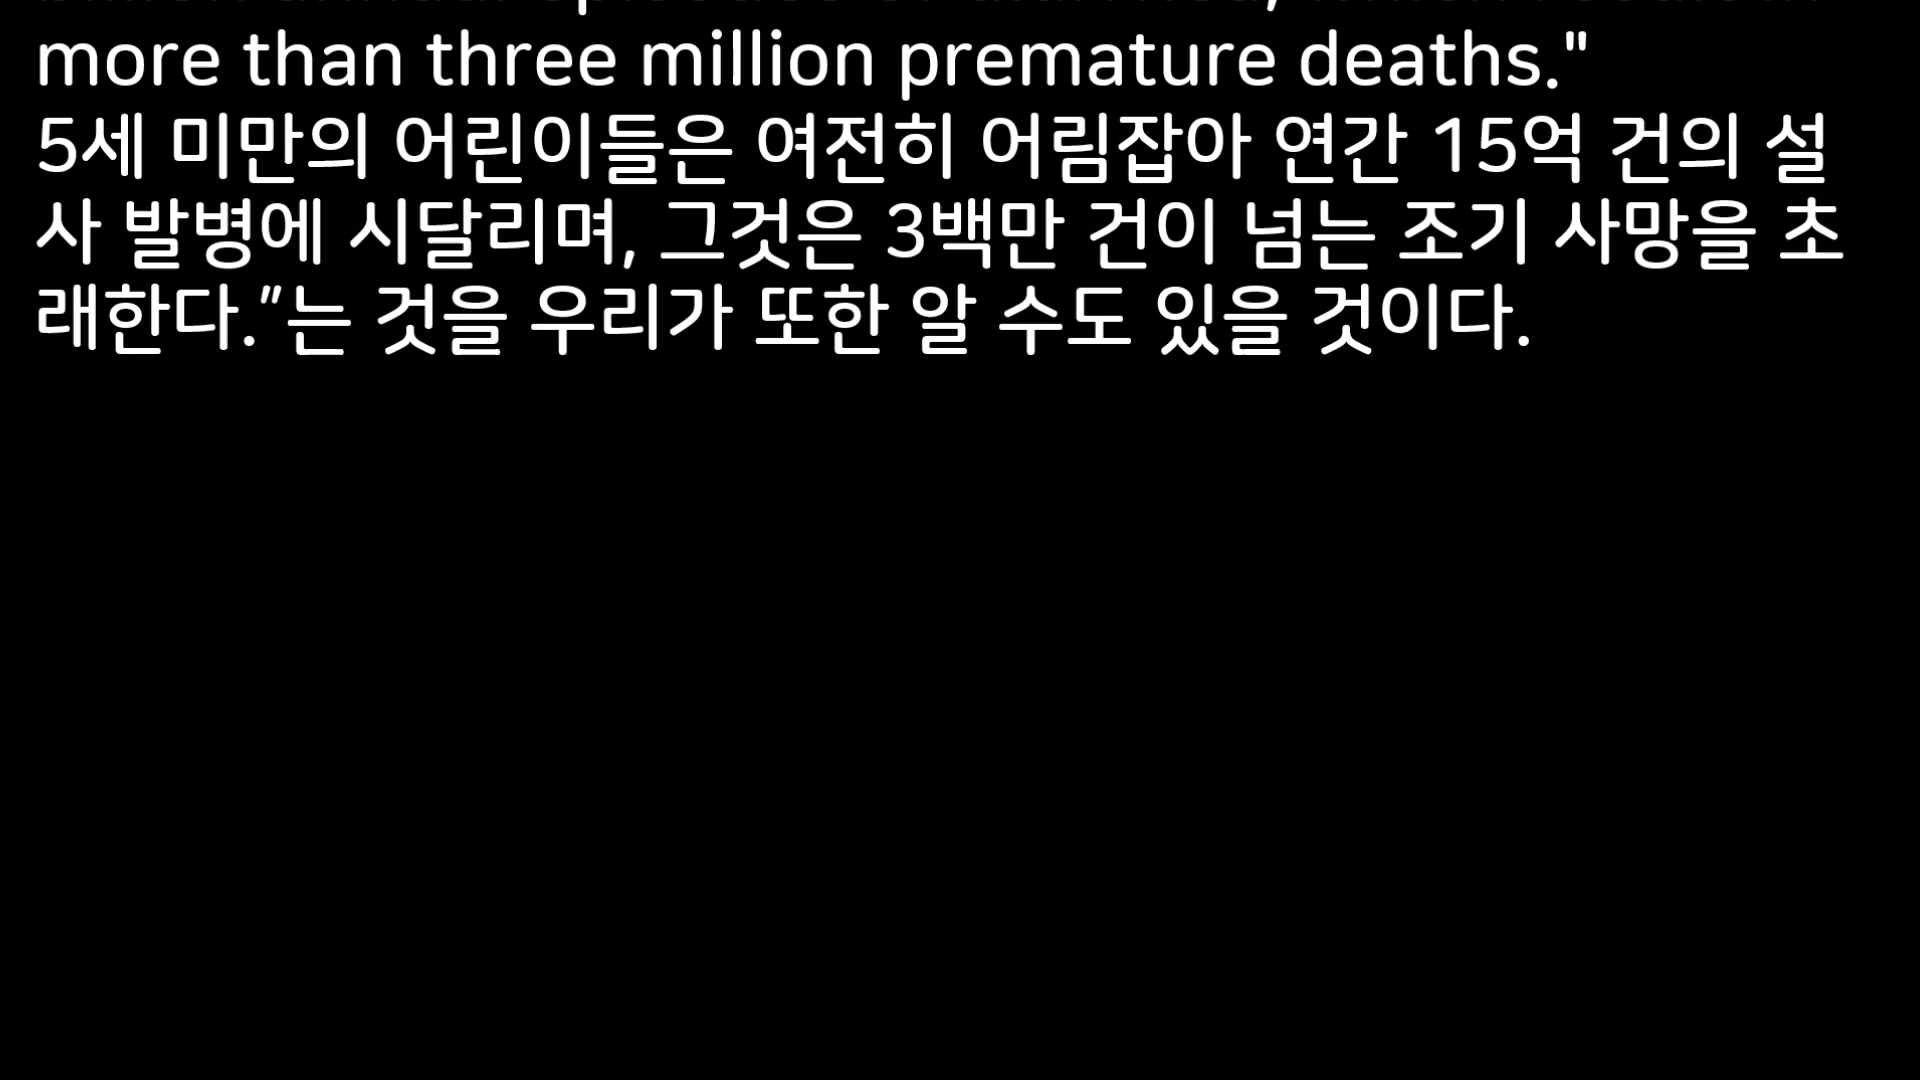 more than three million premature deaths."
5세 미만의 어린이들은 여전히 어림잡아 연간 15억 건의 설
사 발병에 시달리며, 그것은 3백만 건이 넘는 조기 사망을 초
래한다.”는 것을 우리가 또한 알 수도 있을 것이다.